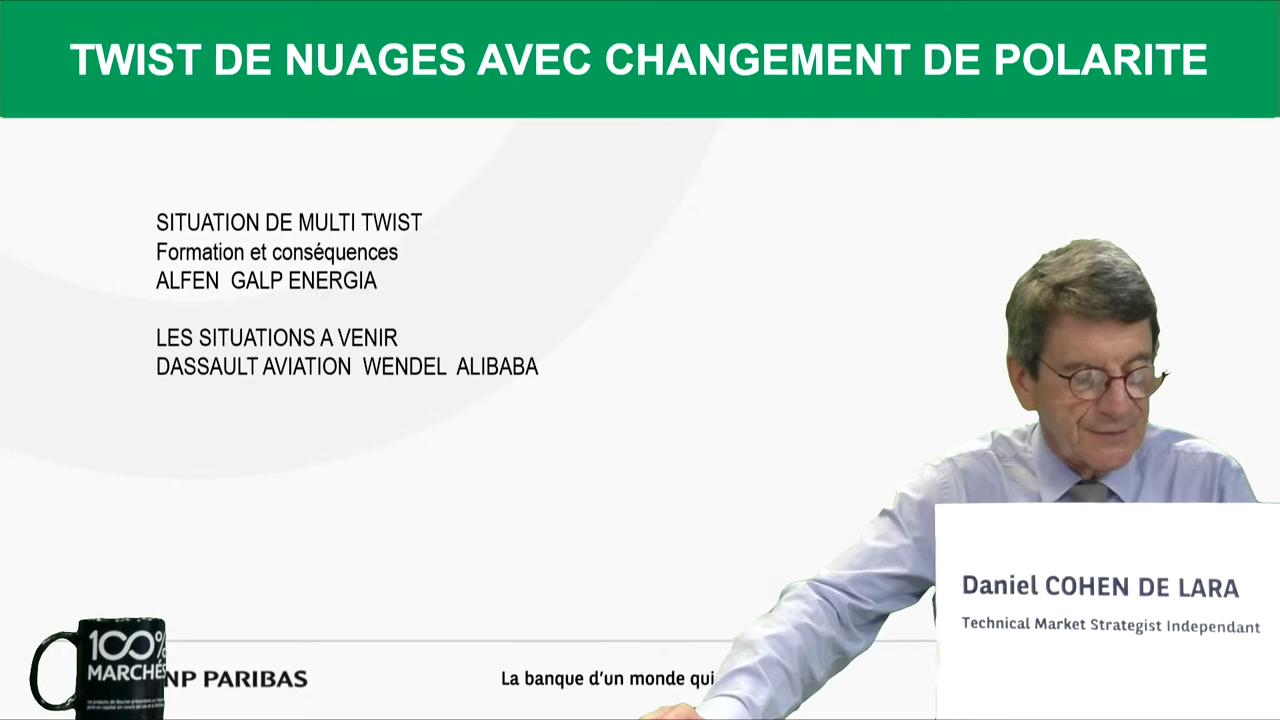 TWIST DE NUAGES AVEC CHANGEMENT DE POLARITE
SITUATION DE MULTI TWIST
Formation et conséquences
ALFEN GALP ENERGIA
LES SITUATIONS A VENIR
DASSAULT AVIATION WENDEL ALIBABA
Daniel COHEN DE LARA
Technical Market Strategist Independant
100%
MARCHÉS
NP PARIBAS
La banque d'un monde qui